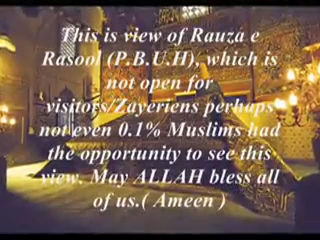 This is view of Rauza e
Rasool (P.B.U.H), which is
not open for
visitors/Zayeriens perhaps
not even 0.1% Muslims had
the opportunity to see this
view. May ALLAH bless all
of us.( Ameen )